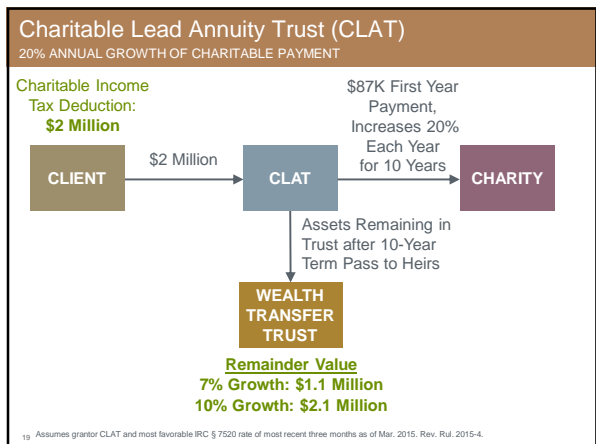 Charitable Lead Annuity Trust (CLAT)
20% ANNUAL GROWTH OF CHARITABLE PAYMENT
Charitable Income
Tax Deduction:
$2 Million
$87K First Year
Payment,
Increases 20%
Each Year
for 10 Years
CLIENT
$2 Million
CLAT
CHARITY
Assets Remaining in
Trust after 10-Year
Term Pass to Heirs
WEALTH
TRANSFER
TRUST
Remainder Value
7% Growth: $1.1 Million
10% Growth: $2.1 Million
19 Assumes grantor CLAT and most favorable IRC § 7520 rate of most recent three months as of Mar. 2015. Rev. Rul. 2015-4.